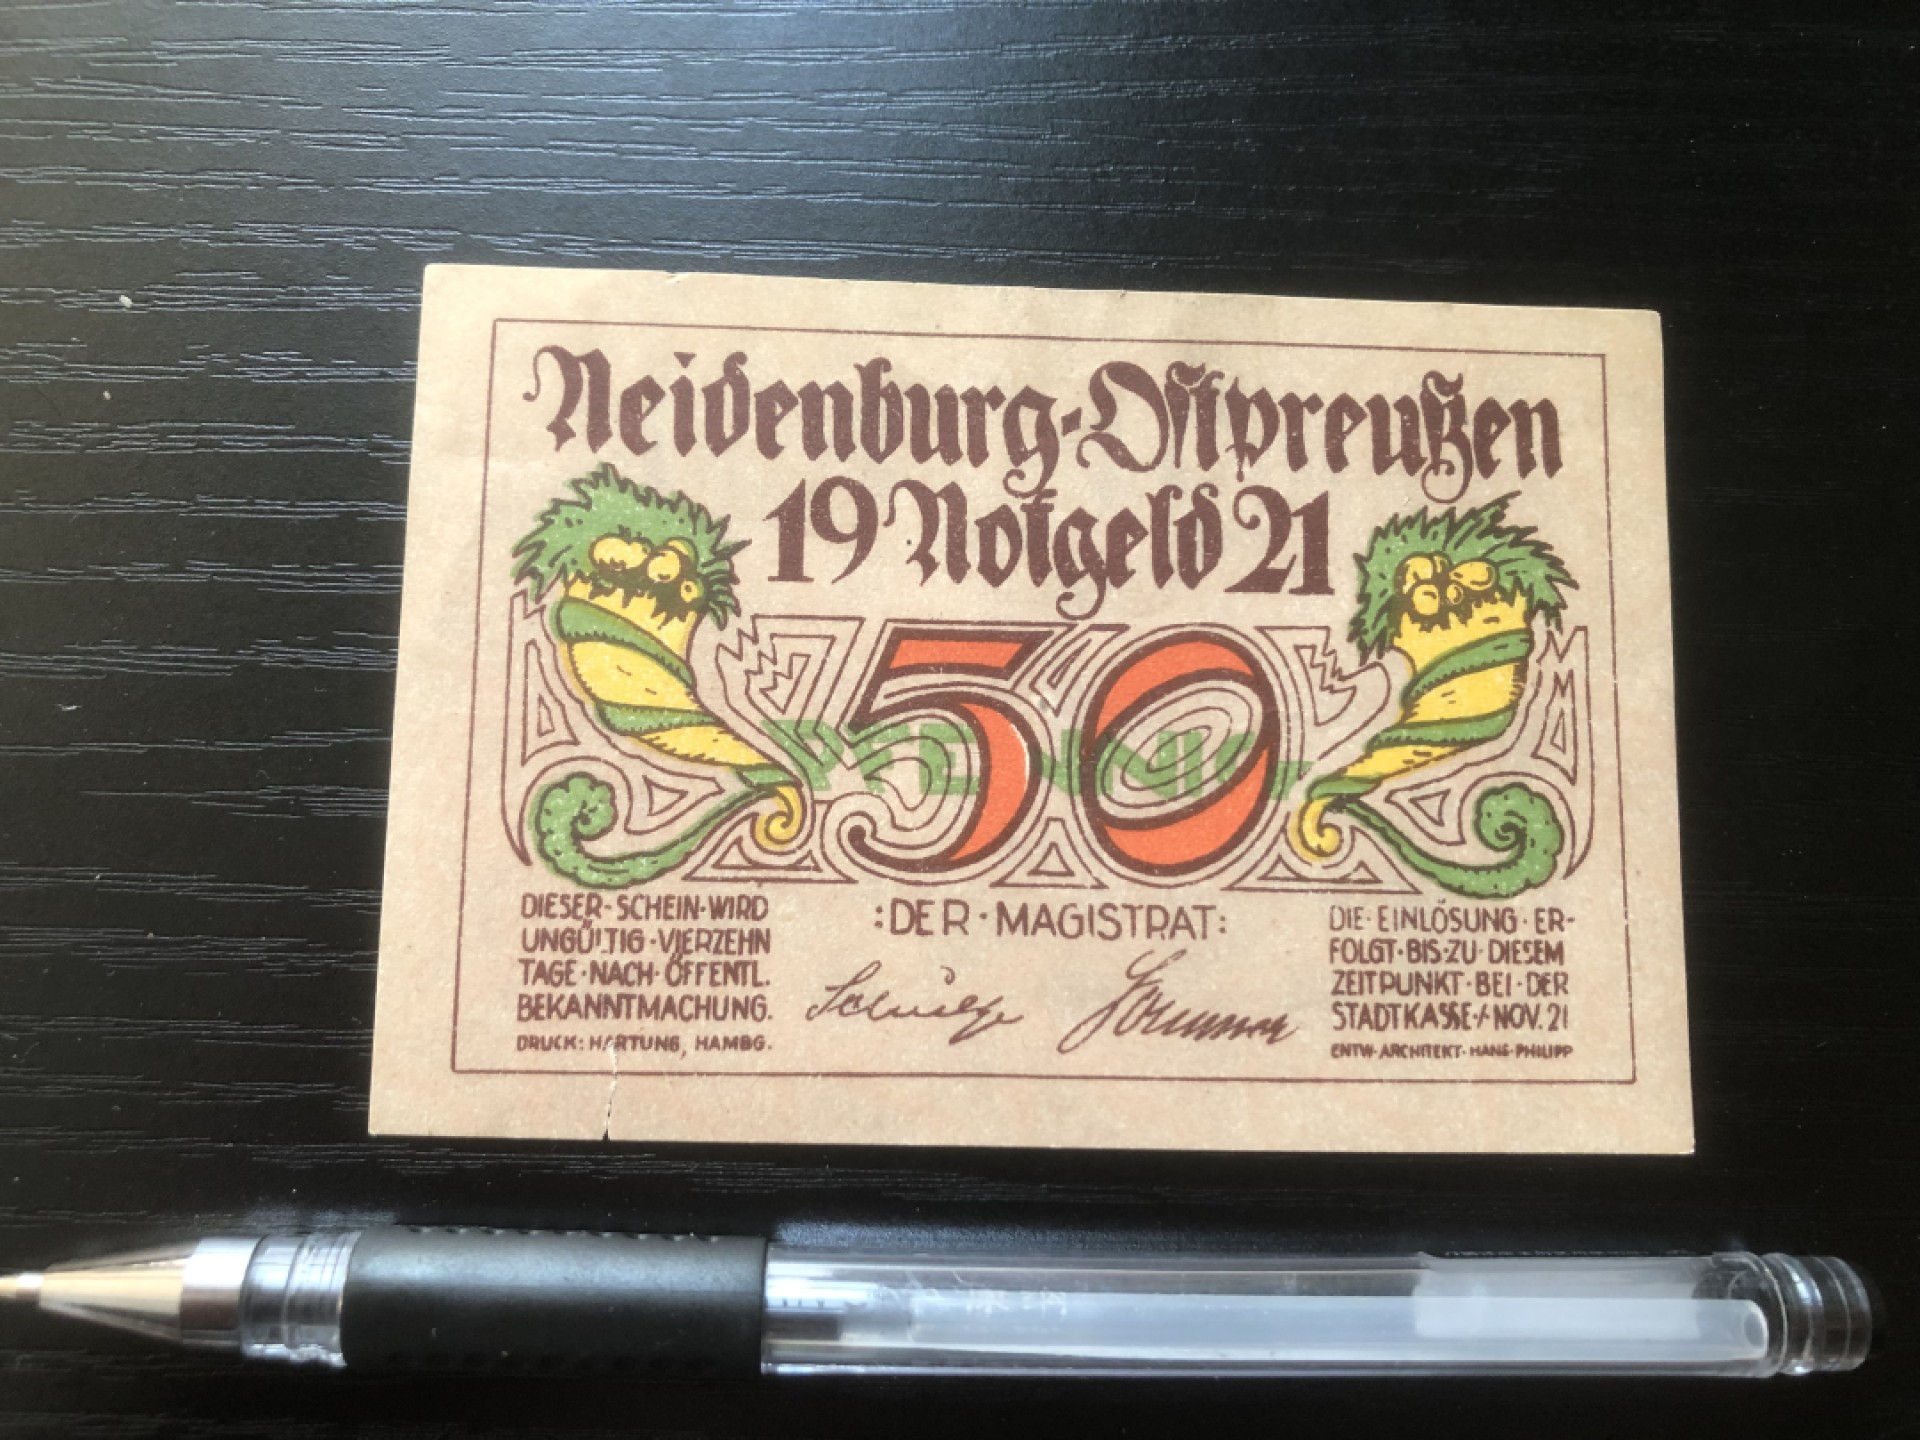 Neidenburg-Ostpreußen
19 Notgeld 21
50
PFENNIG
DIESER·SCHEIN·WIRD
UNGÜLTIG·VIERZEHN
TAGE·NACH·ÖFFENTL.
BEKANNTMACHUNG.
DRUCK: HARTUNG, HAMBG.
:DER·MAGISTRAT:
DIE·EINLÖSUNG·ER-
FOLGT·BIS·ZU·DIESEM
ZEITPUNKT·BEI·DER
STADTKASSE·/·NOV. 21
ENTW·ARCHITEKT·HANS·PHILIPP